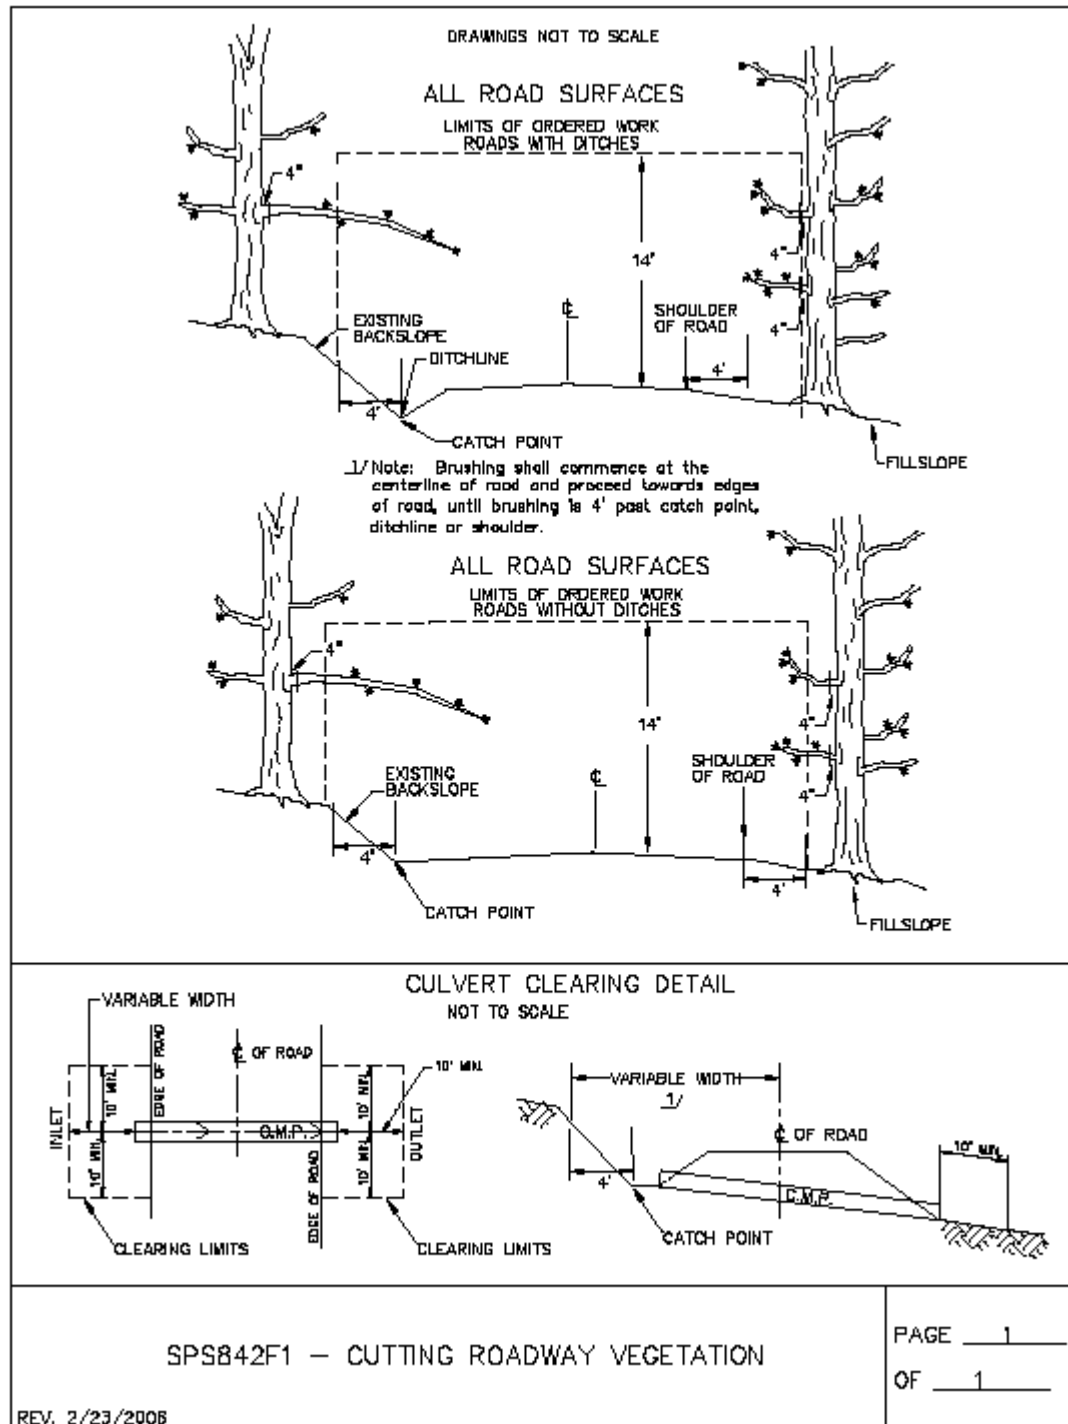 DRAWINGS NOT TO SCALE
ALL ROAD SURFACES
LIMITS OF ORDERED WORK
ROADS WITH DITCHES
4"
14'
4"
4"
EXISTING
BACKSLOPE
DITCHLINE
℄
SHOULDER
OF ROAD
4'
4'
CATCH POINT
FILLSLOPE
1/ Note: Brushing shall commence at the
centerline of road and proceed towards edges
of road, until brushing is 4' past catch point,
ditchline or shoulder.
ALL ROAD SURFACES
LIMITS OF ORDERED WORK
ROADS WITHOUT DITCHES
4"
14'
4"
4"
EXISTING
BACKSLOPE
℄
SHOULDER
OF ROAD
4'
4'
CATCH POINT
FILLSLOPE
CULVERT CLEARING DETAIL
NOT TO SCALE
VARIABLE WIDTH
EDGE OF ROAD
℄ OF ROAD
10' MIN.
10' MIN.
10' MIN.
INLET
C.M.P.
OUTLET
10' MIN.
10' MIN.
EDGE OF ROAD
CLEARING LIMITS
CLEARING LIMITS
VARIABLE WIDTH
1/
℄ OF ROAD
10' MIN.
4'
C.M.P.
CATCH POINT
SPS842F1 – CUTTING ROADWAY VEGETATION
PAGE 1
OF 1
REV. 2/23/2006